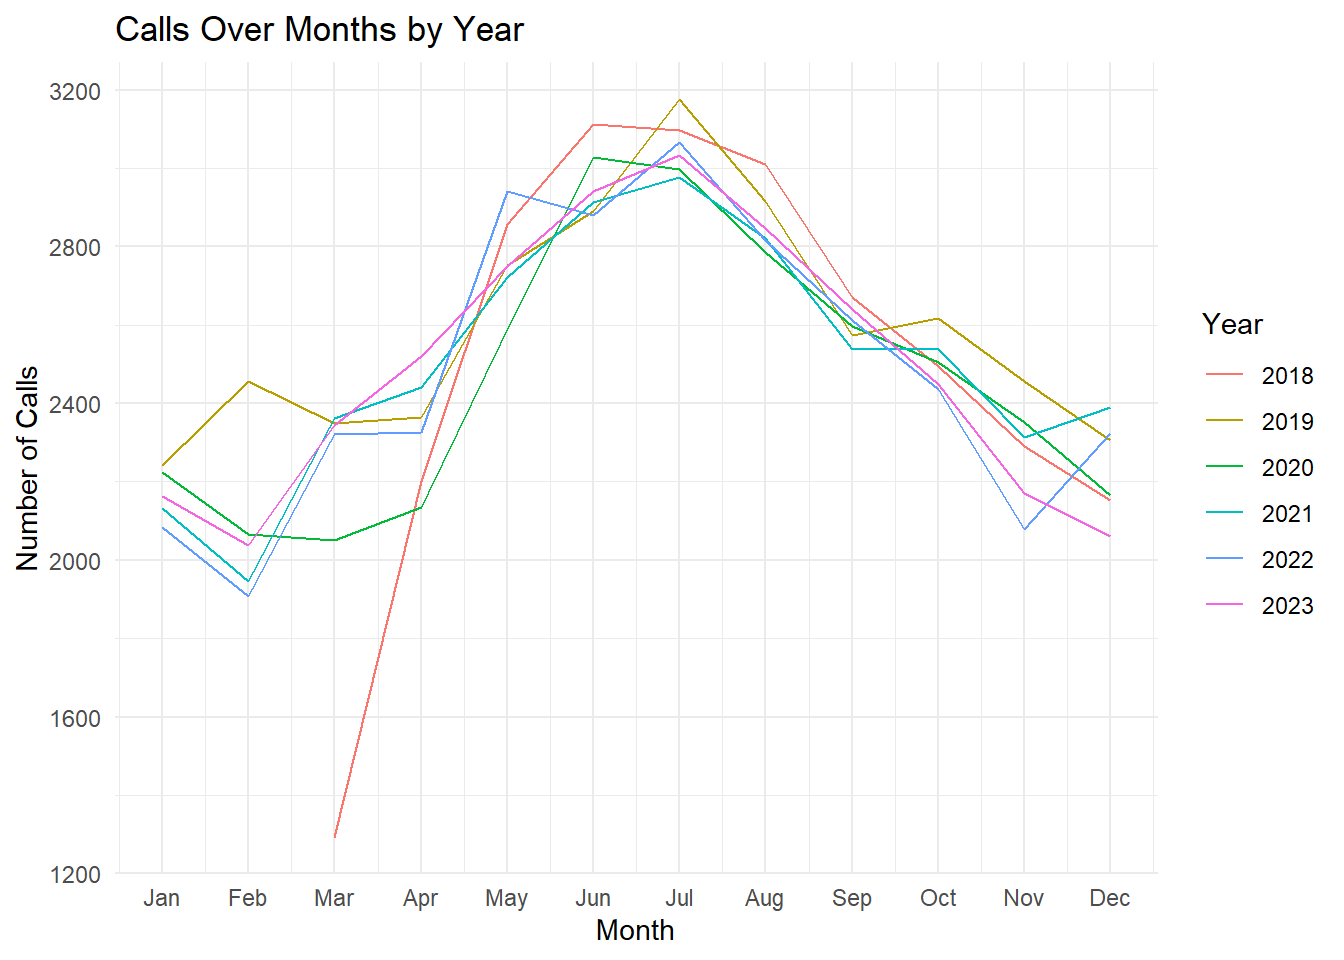 Calls Over Months by Year
3200
2800
2400
2000
1600
1200
Number of Calls
Jan Feb Mar Apr May Jun Jul Aug Sep Oct Nov Dec
Month
Year
2018
2019
2020
2021
2022
2023